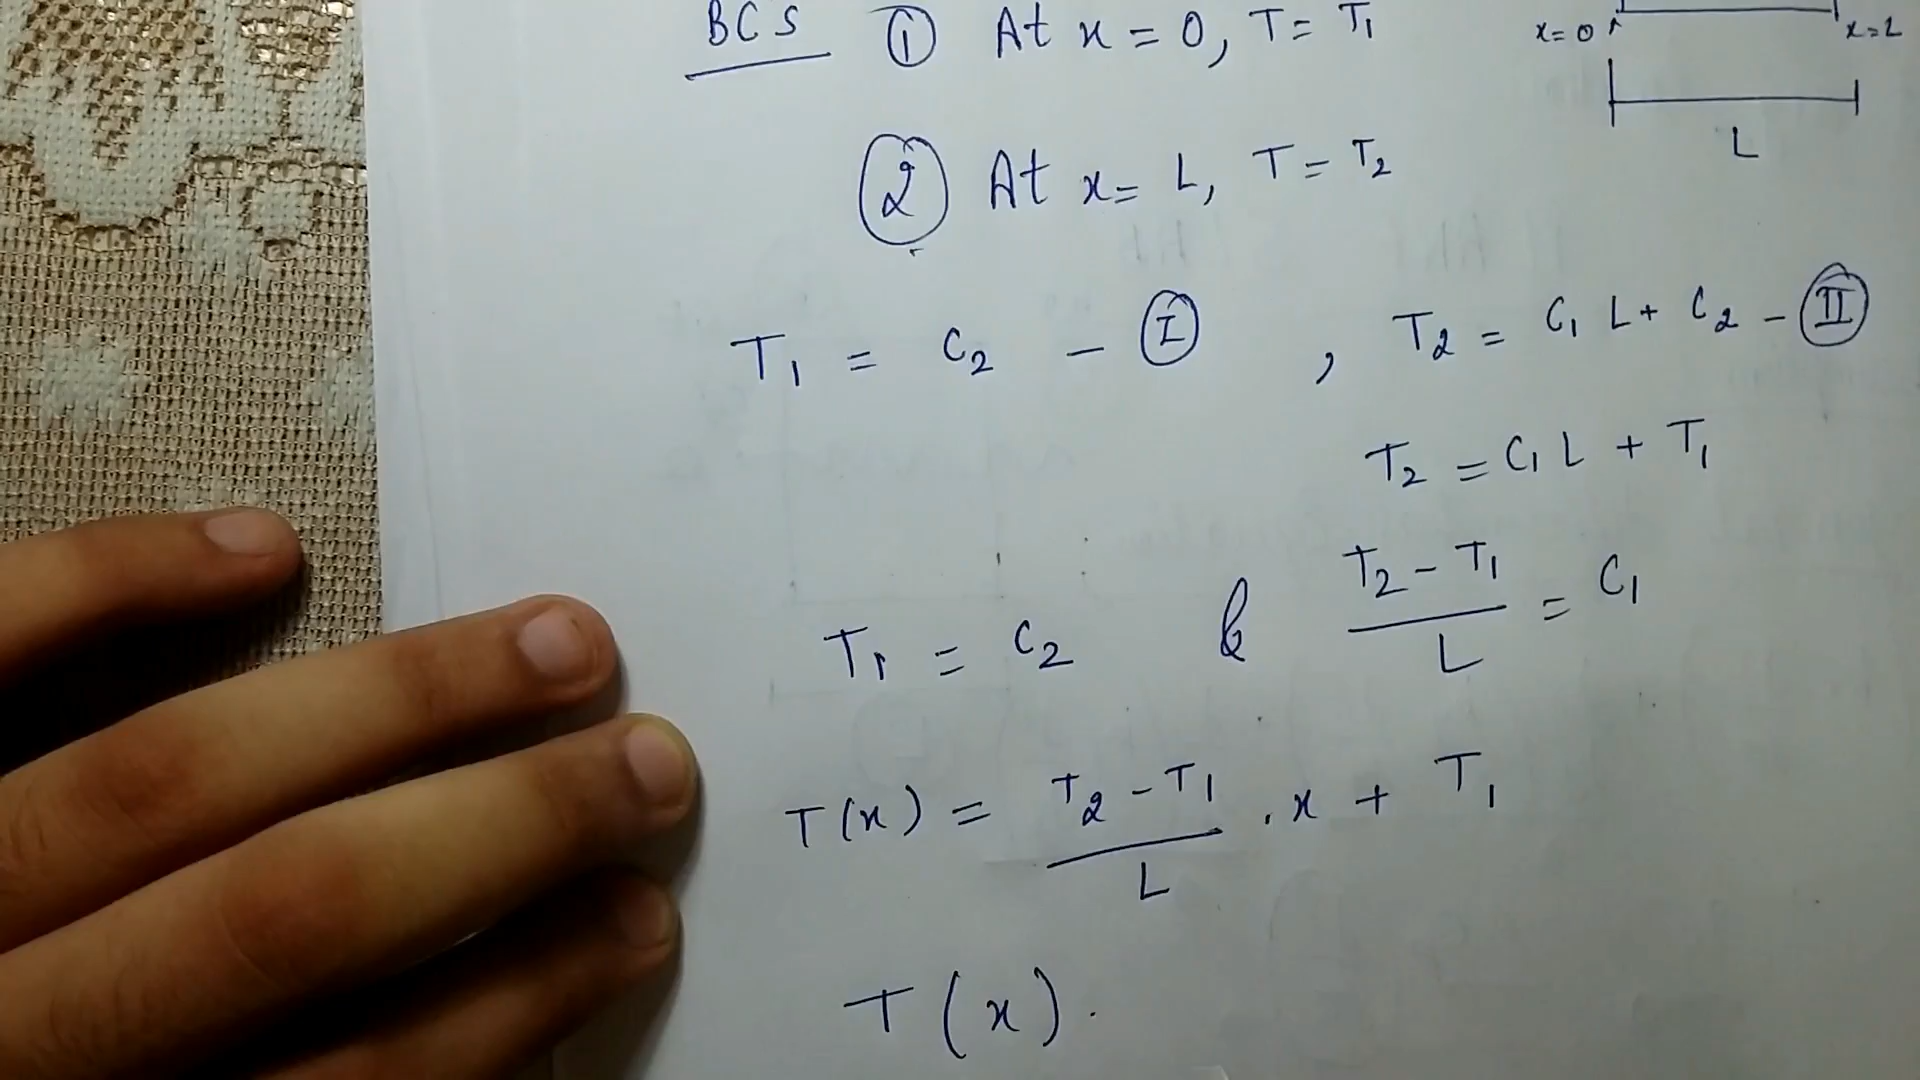 BCS ① At x = 0, T = T₁
x=0 x=L
L
② At x = L, T = T₂
T₁ = C₂ - Ⓘ , T₂ = C₁ L + C₂ - (II)
T₂ = C₁ L + T₁
T₁ = C₂ & (T₂ - T₁)/L = C₁
T(x) = (T₂ - T₁)/L . x + T₁
T(x).